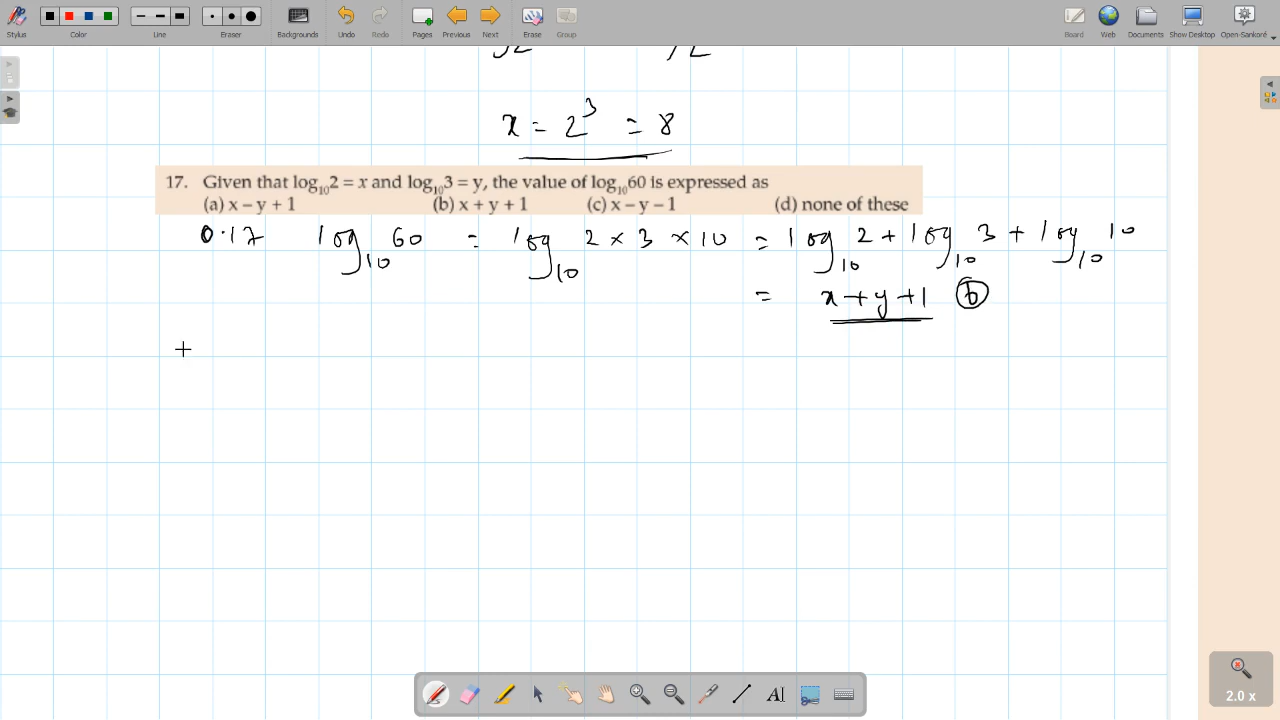 Stylus Color Line Eraser Backgrounds Undo Redo Pages Previous Next Erase Group Board Web Documents Show Desktop Open-Sankoré
x = 2³ = 8
17. Given that log₁₀2 = x and log₁₀3 = y, the value of log₁₀60 is expressed as
(a) x – y + 1 (b) x + y + 1 (c) x – y – 1 (d) none of these
0.17 log₁₀ 60 = log₁₀ 2 × 3 × 10 = log₁₀ 2 + log₁₀ 3 + log₁₀ 10
= x + y + 1 b
2.0 x